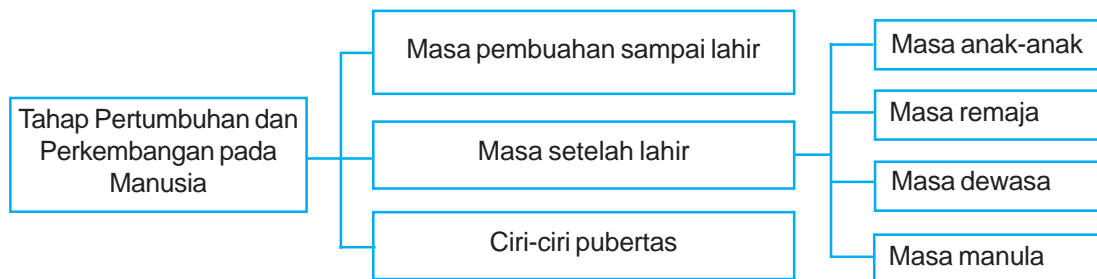 Tahap Pertumbuhan dan
Perkembangan pada
Manusia
Masa pembuahan sampai lahir
Masa setelah lahir
Ciri-ciri pubertas
Masa anak-anak
Masa remaja
Masa dewasa
Masa manula